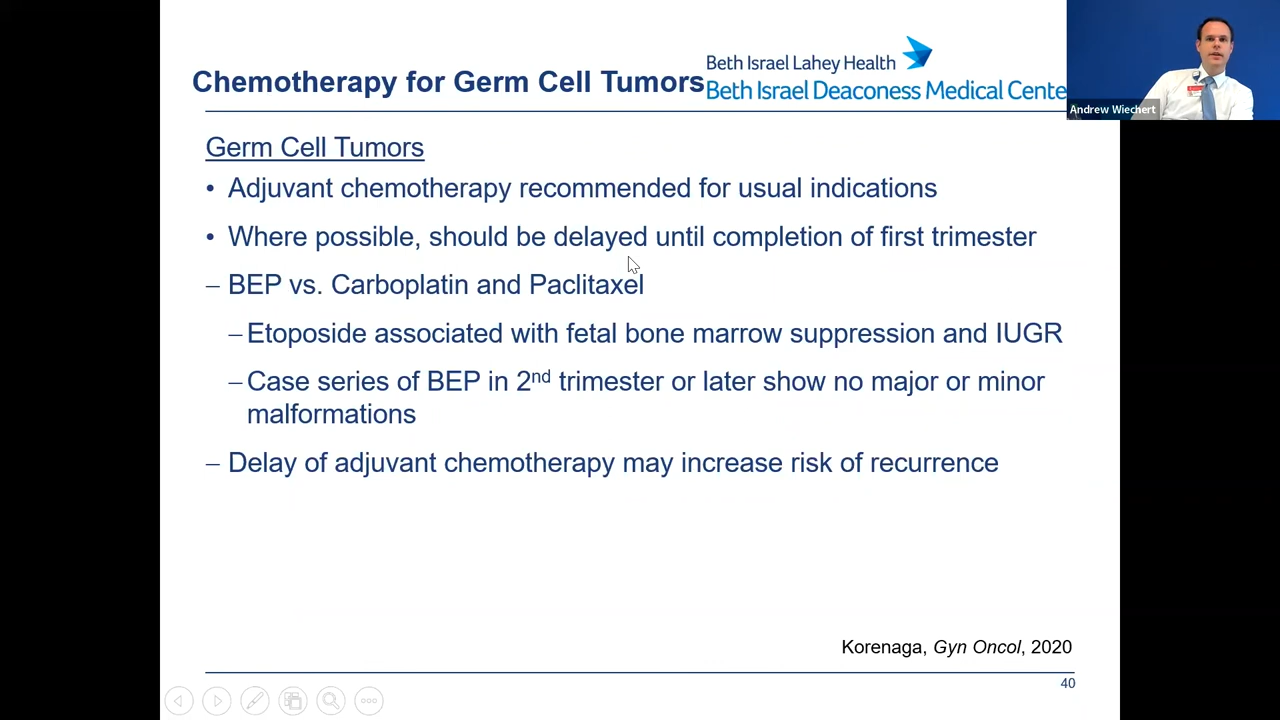 Chemotherapy for Germ Cell Tumors
Beth Israel Lahey Health
Beth Israel Deaconess Medical Cente
Andrew Wiechert
Germ Cell Tumors
• Adjuvant chemotherapy recommended for usual indications
• Where possible, should be delayed until completion of first trimester
– BEP vs. Carboplatin and Paclitaxel
– Etoposide associated with fetal bone marrow suppression and IUGR
– Case series of BEP in 2nd trimester or later show no major or minor
malformations
– Delay of adjuvant chemotherapy may increase risk of recurrence
Korenaga, Gyn Oncol, 2020
40